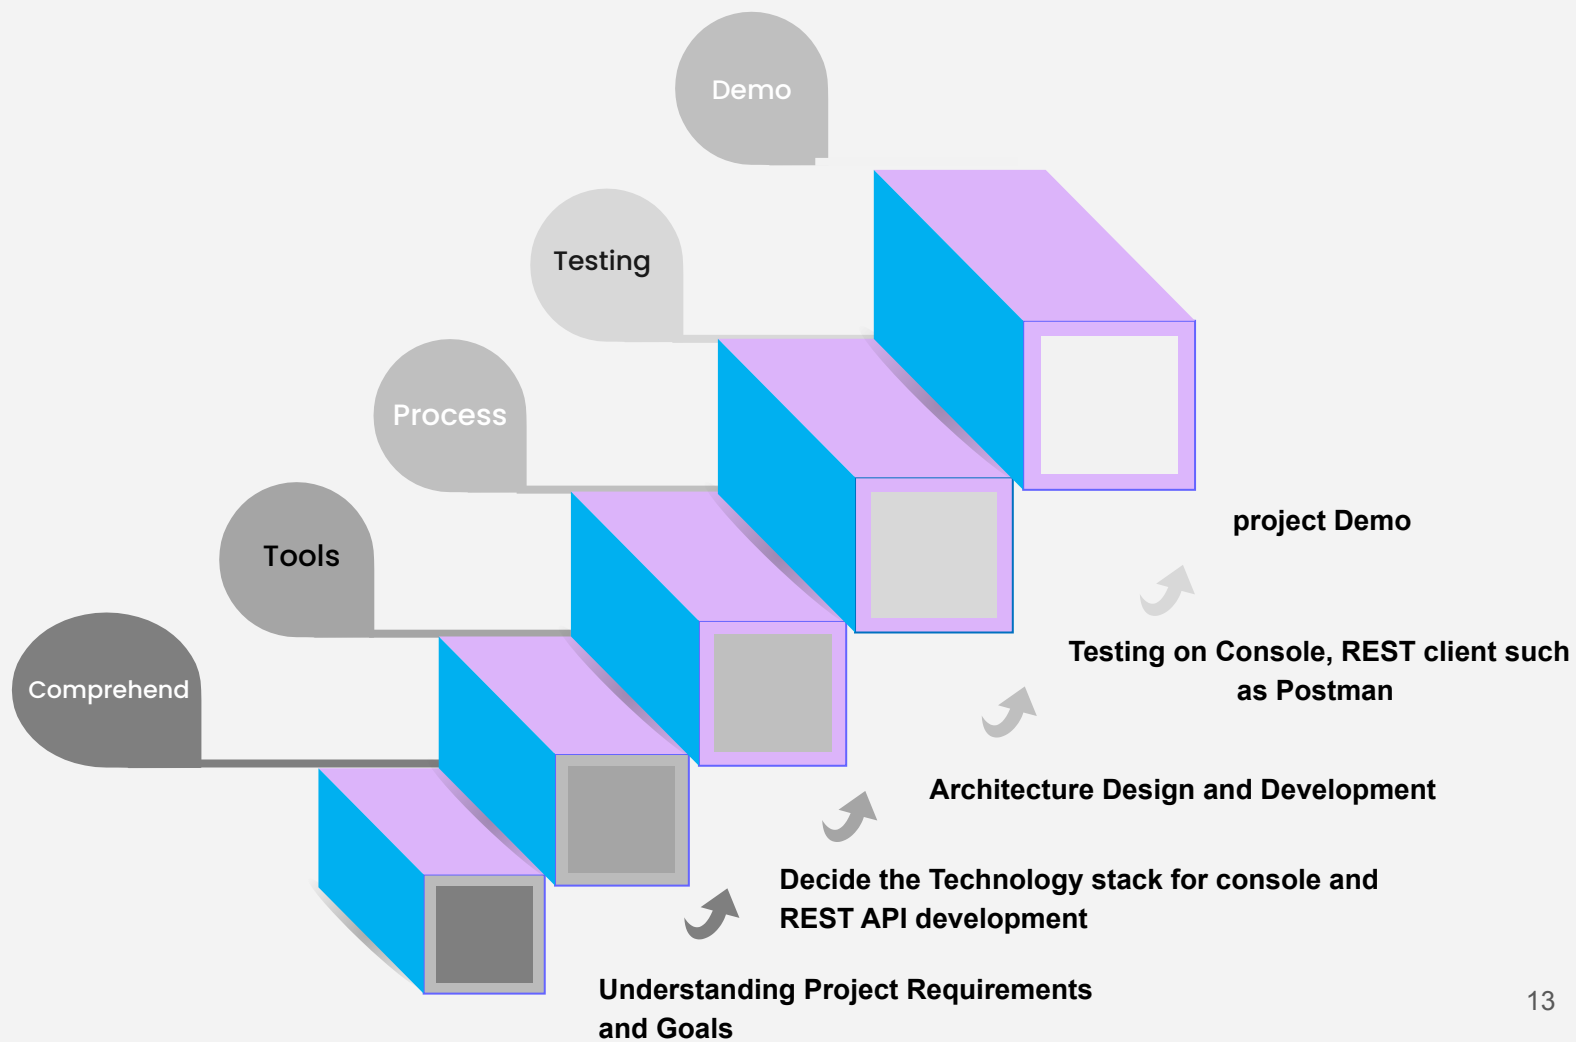 Demo
Testing
Process
Tools
Comprehend
project Demo
Testing on Console, REST client such
as Postman
Architecture Design and Development
Decide the Technology stack for console and
REST API development
Understanding Project Requirements
and Goals
13